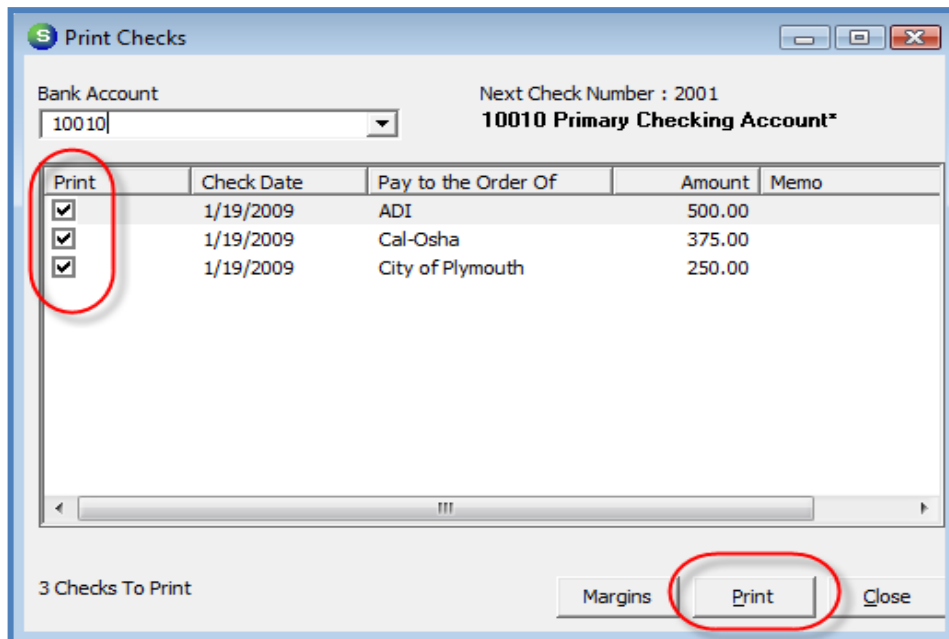 S Print Checks
Bank Account Next Check Number : 2001
10010 10010 Primary Checking Account*
Print Check Date Pay to the Order Of Amount Memo
1/19/2009 ADI 500.00
1/19/2009 Cal-Osha 375.00
1/19/2009 City of Plymouth 250.00
3 Checks To Print Margins Print Close